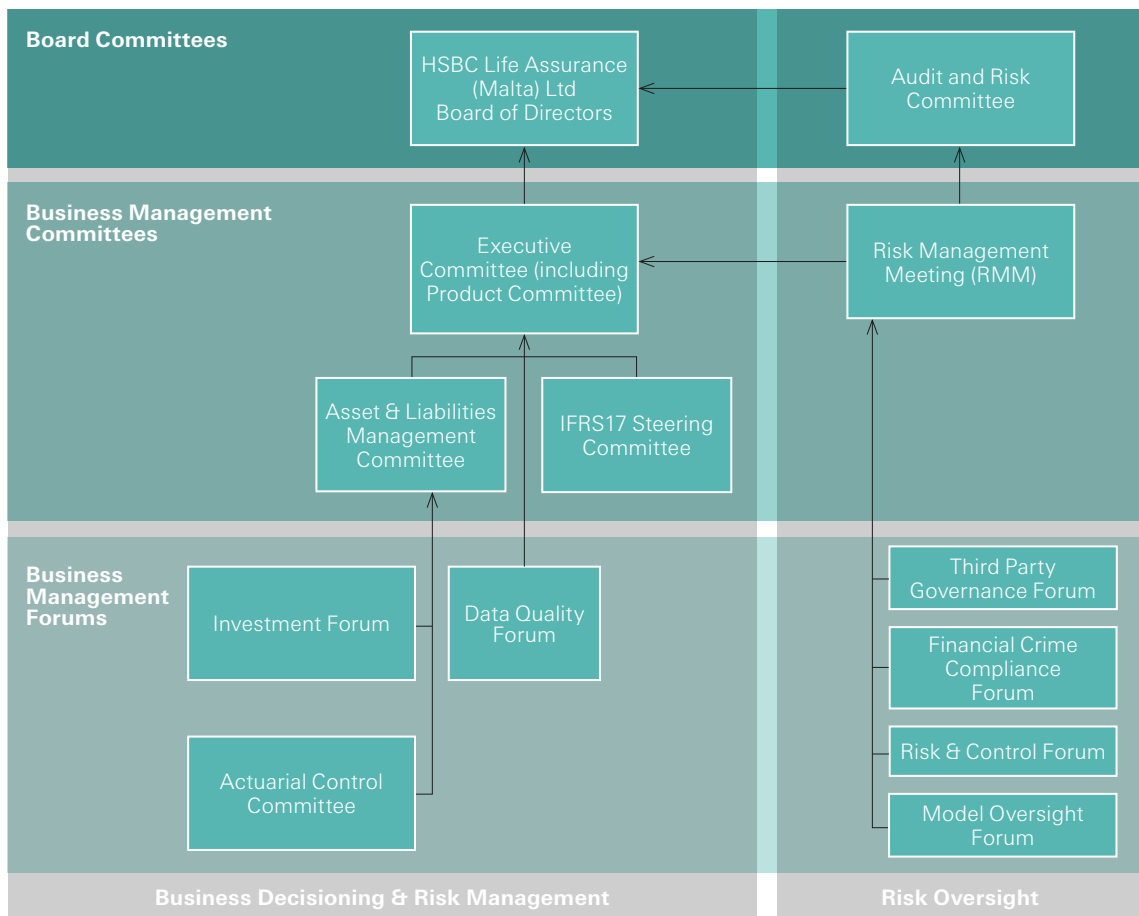 Board Committees
HSBC Life Assurance
(Malta) Ltd
Board of Directors
Audit and Risk
Committee
Business Management
Committees
Executive
Committee (including
Product Committee)
Risk Management
Meeting (RMM)
Asset & Liabilities
Management
Committee
IFRS17 Steering
Committee
Business
Management
Forums
Investment Forum
Data Quality
Forum
Actuarial Control
Committee
Third Party
Governance Forum
Financial Crime
Compliance
Forum
Risk & Control Forum
Model Oversight
Forum
Business Decisioning & Risk Management
Risk Oversight